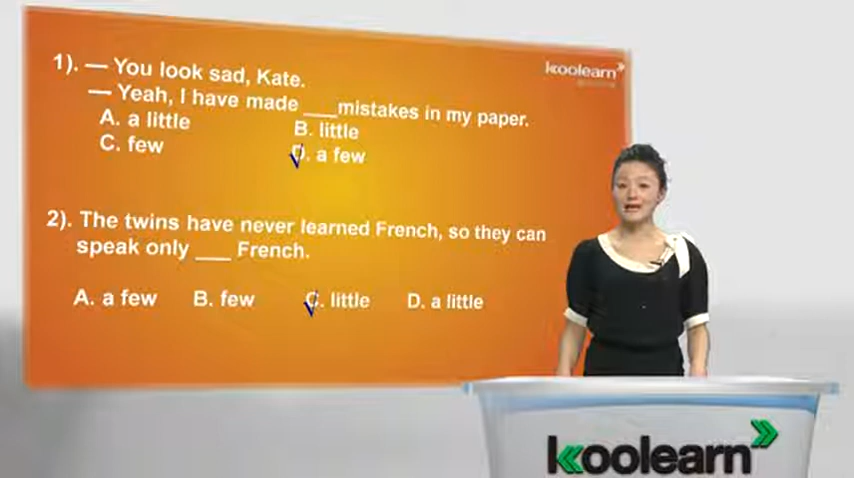 1). — You look sad, Kate.
— Yeah, I have made ___ mistakes in my paper.
A. a little B. little
C. few D. a few
2). The twins have never learned French, so they can
speak only ___ French.
A. a few B. few C. little D. a little
koolearn
koolearn